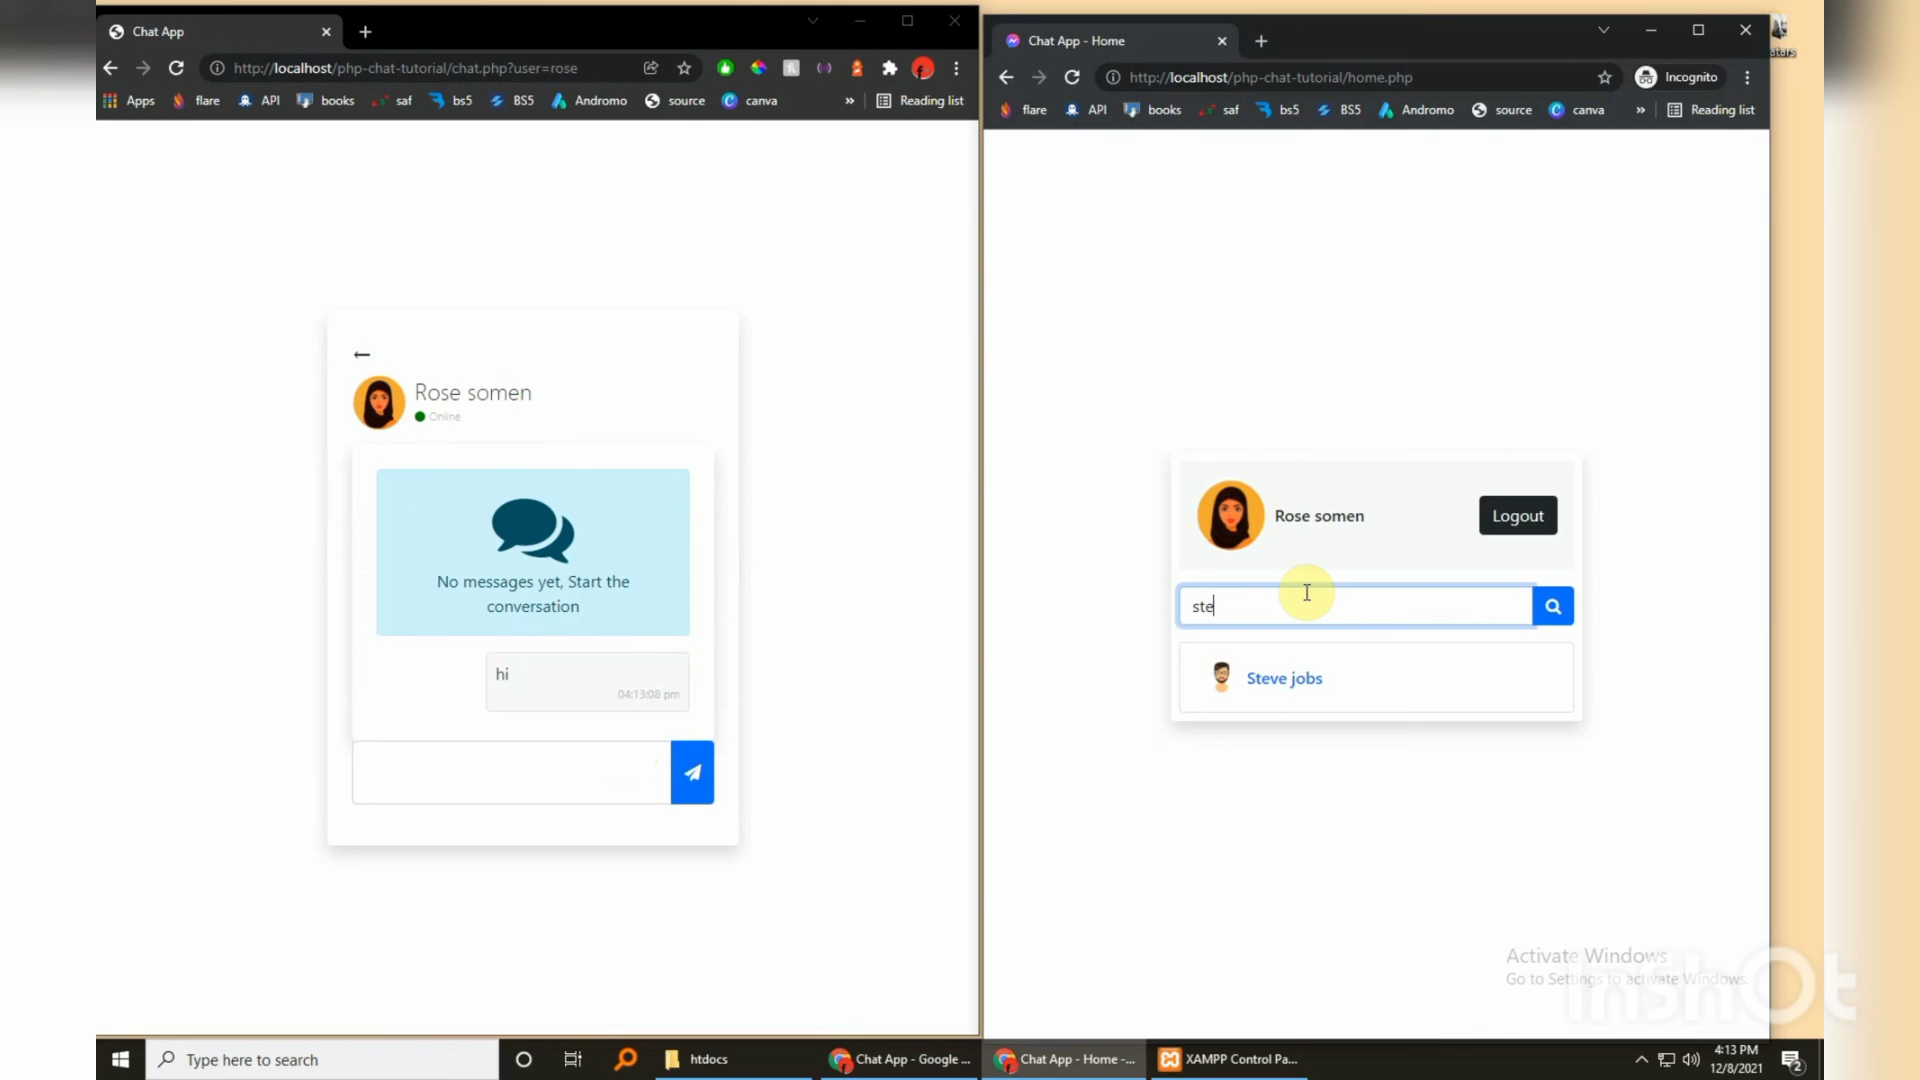 Chat App
http://localhost/php-chat-tutorial/chat.php?user=rose
Apps flare API books saf bs5 BS5 Andromo source canva » Reading list
←
Rose somen
Online
No messages yet, Start the
conversation
hi
04:13:08 pm
Chat App - Home
http://localhost/php-chat-tutorial/home.php
Incognito
flare API books saf bs5 BS5 Andromo source canva » Reading list
Rose somen
Logout
ste
Steve jobs
Activate Windows
Go to Settings to activate Windows.
InShOt
Type here to search
htdocs
Chat App - Google ...
Chat App - Home -...
XAMPP Control Pa...
4:13 PM
12/8/2021
2